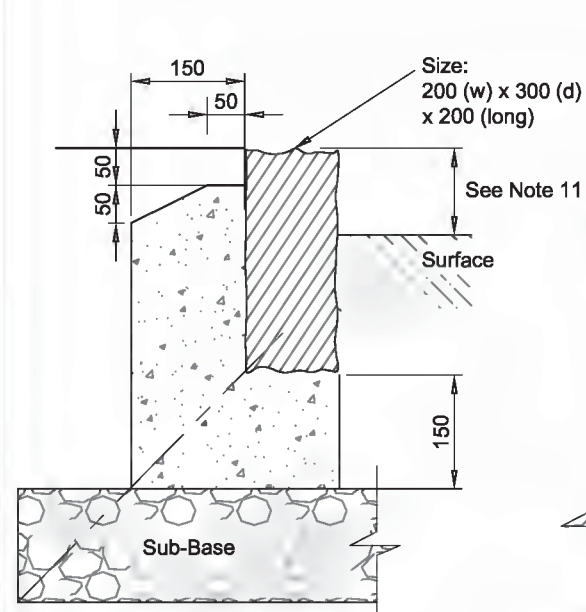 150
Size:
200 (w) x 300 (d)
x 200 (long)
50
50
50
See Note 11
Surface
150
Sub-Base